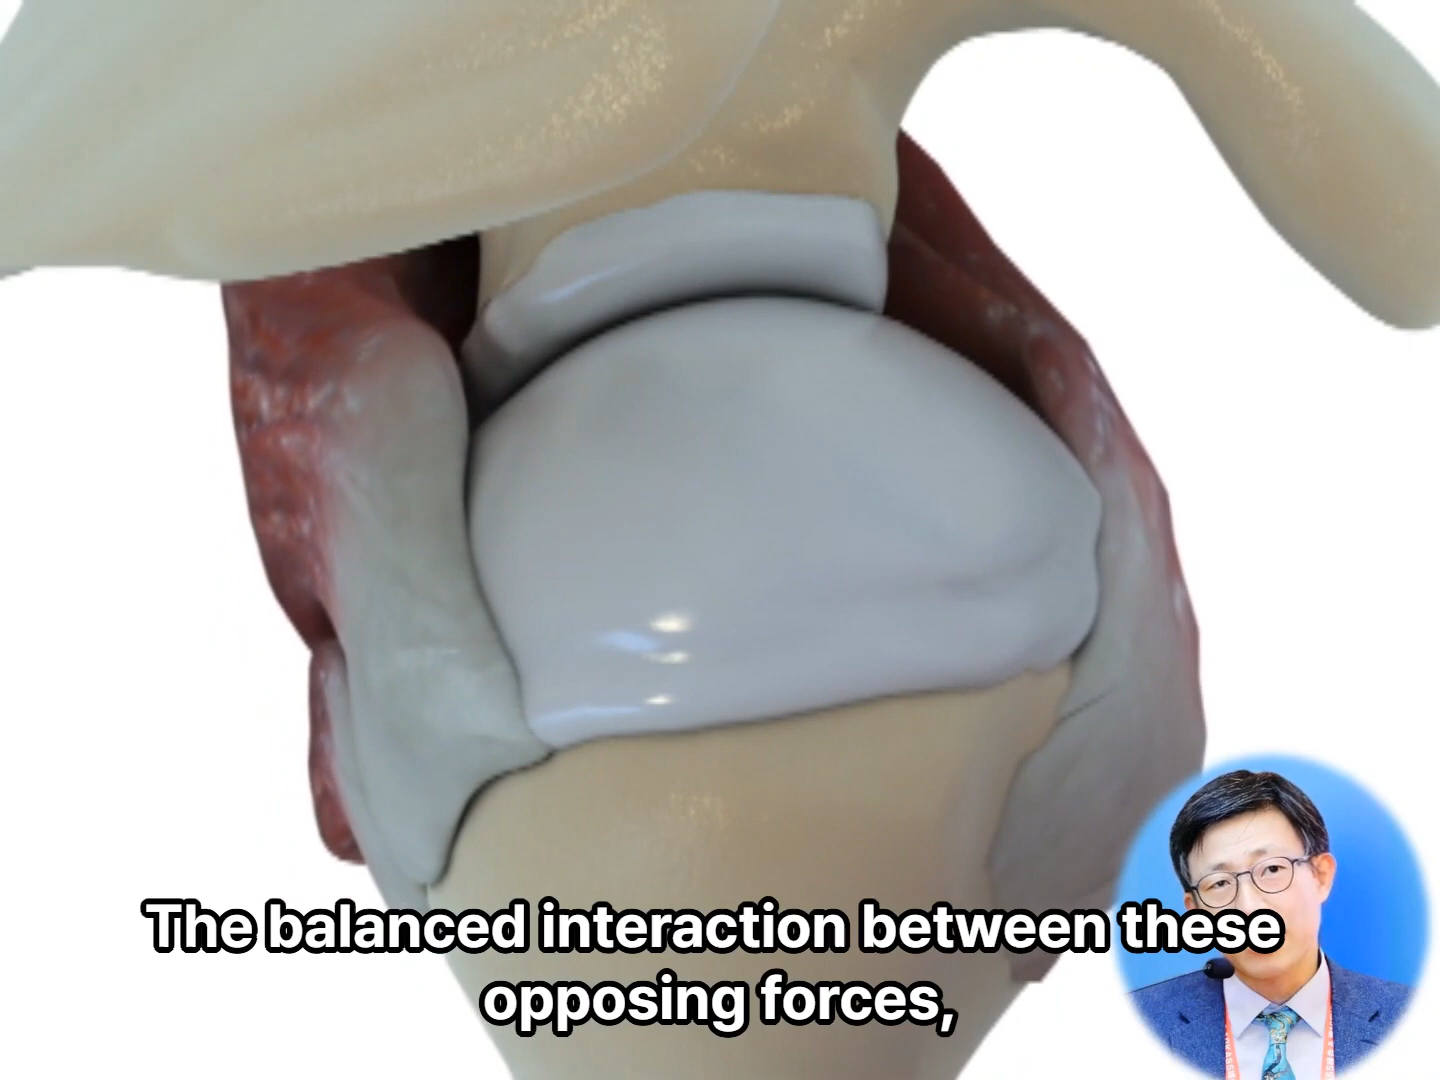 The balanced interaction between these
opposing forces,